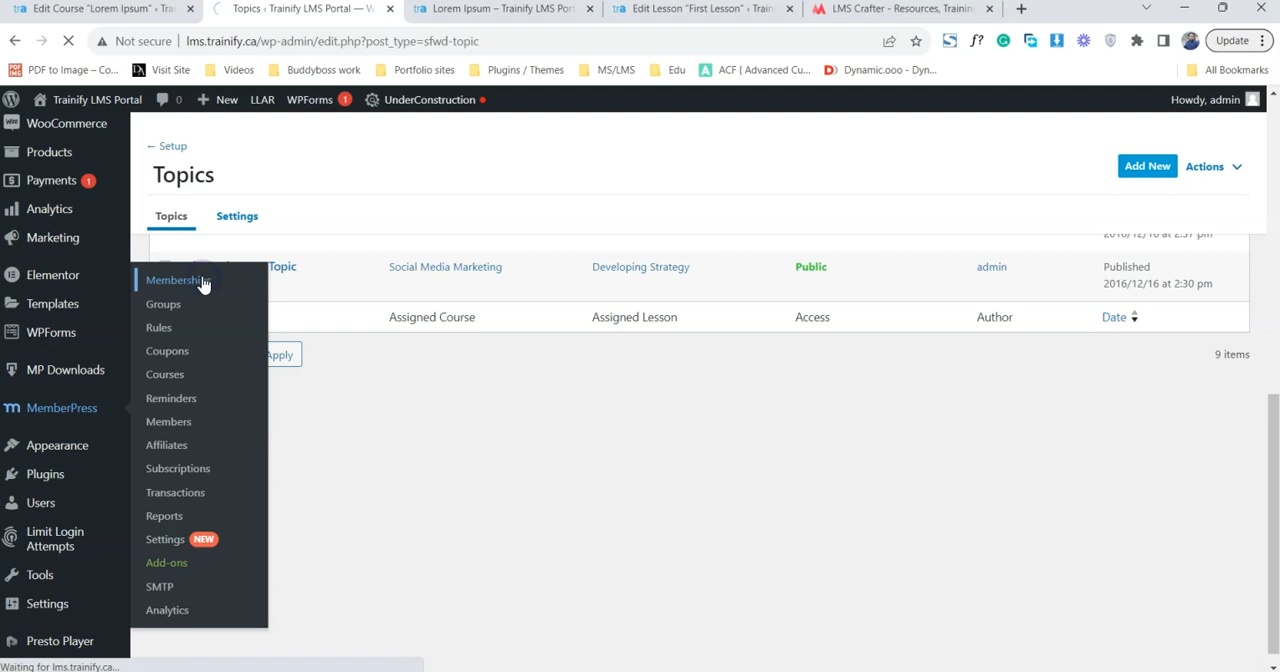 Edit Course "Lorem Ipsum" ‹ Tra
Topics ‹ Trainify LMS Portal — W
Lorem Ipsum – Trainify LMS Port
Edit Lesson "First Lesson" ‹ Train
LMS Crafter - Resources, Training
Not secure
lms.trainify.ca/wp-admin/edit.php?post_type=sfwd-topic
Update
PDF to Image – Co...
Visit Site
Videos
Buddyboss work
Portfolio sites
Plugins / Themes
MS/LMS
Edu
ACF ( Advanced Cu...
Dynamic.ooo - Dyn...
All Bookmarks
Trainify LMS Portal
0
New
LLAR
WPForms 1
UnderConstruction
Howdy, admin
WooCommerce
Products
Payments 1
Analytics
Marketing
Elementor
Templates
WPForms
MP Downloads
MemberPress
Appearance
Plugins
Users
Limit Login
Attempts
Tools
Settings
Presto Player
Memberships
Groups
Rules
Coupons
Courses
Reminders
Members
Affiliates
Subscriptions
Transactions
Reports
Settings NEW
Add-ons
SMTP
Analytics
← Setup
Topics
Add New
Actions
Topics
Settings
2016/12/16 at 2:37 pm
Topic
Social Media Marketing
Developing Strategy
Public
admin
Published
2016/12/16 at 2:30 pm
Assigned Course
Assigned Lesson
Access
Author
Date
Apply
9 items
Waiting for lms.trainify.ca...